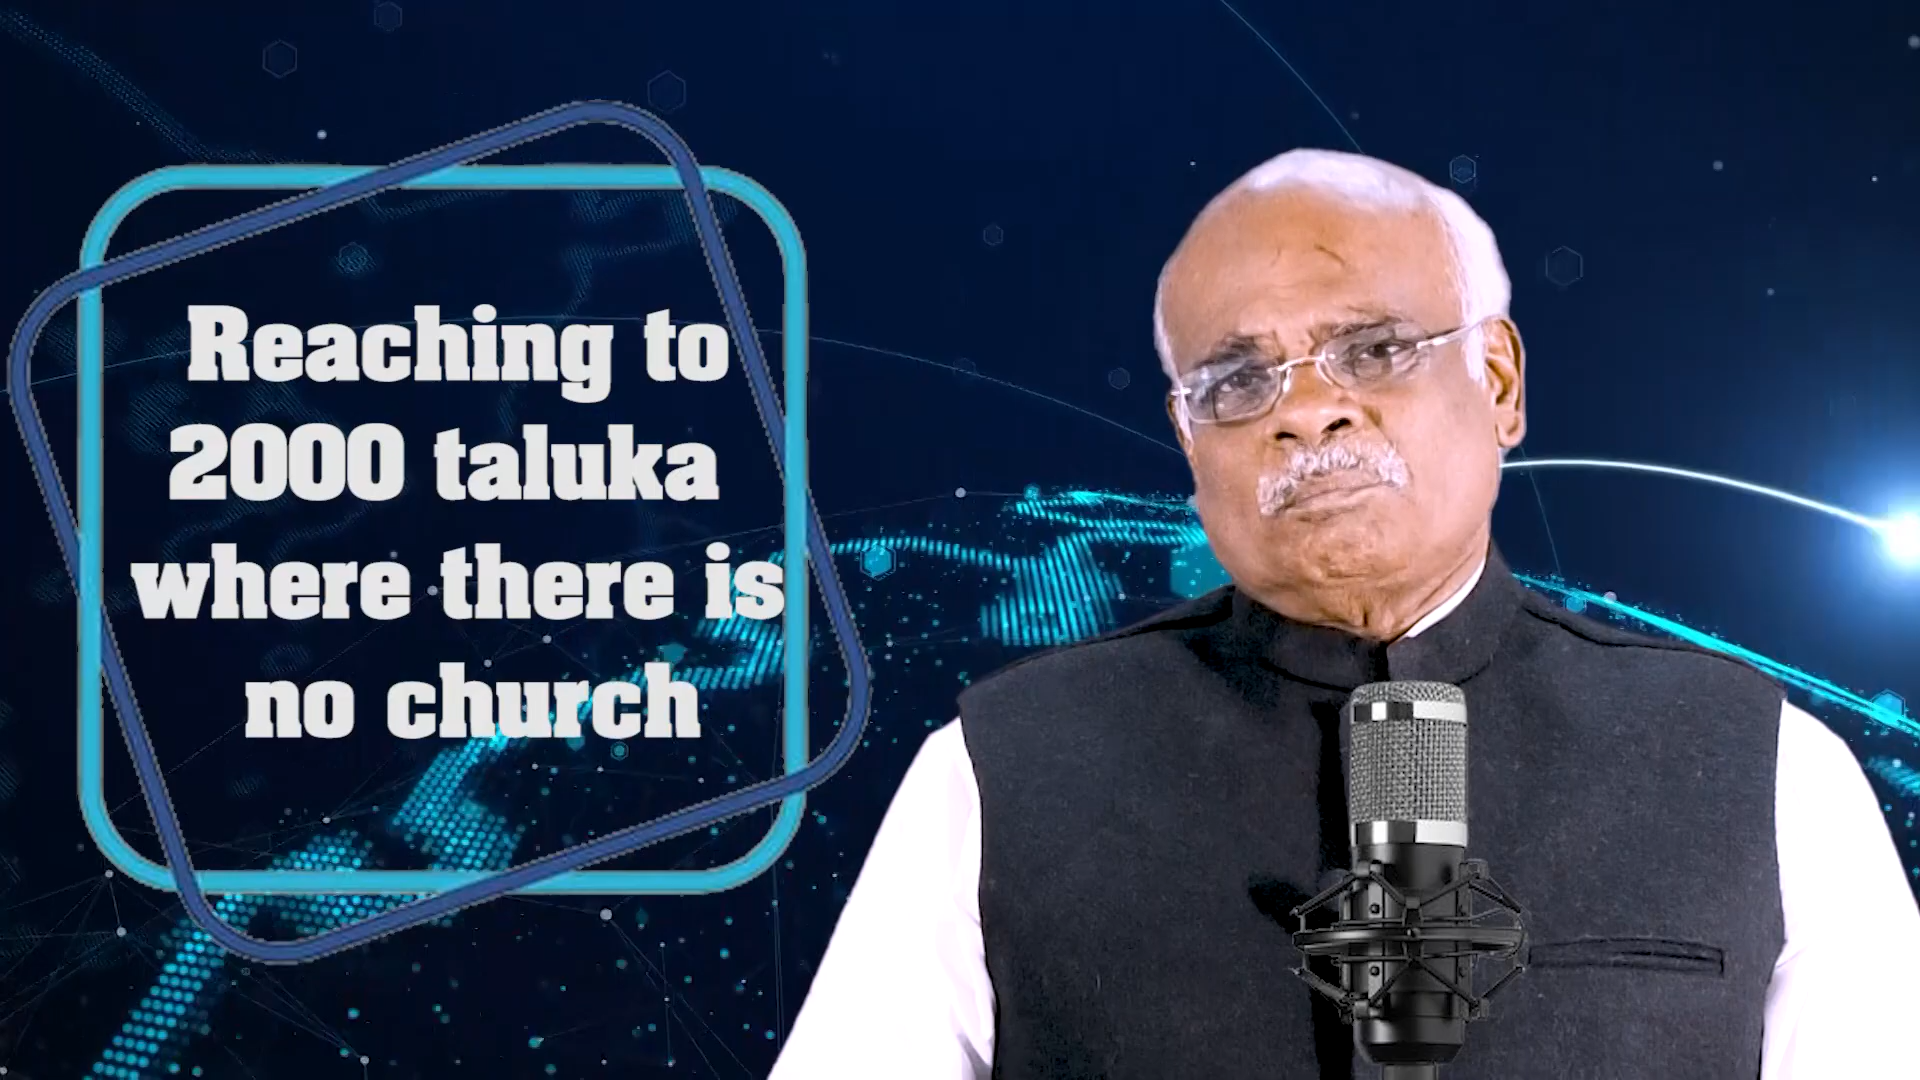 Reaching to
2000 taluka
where there is
no church